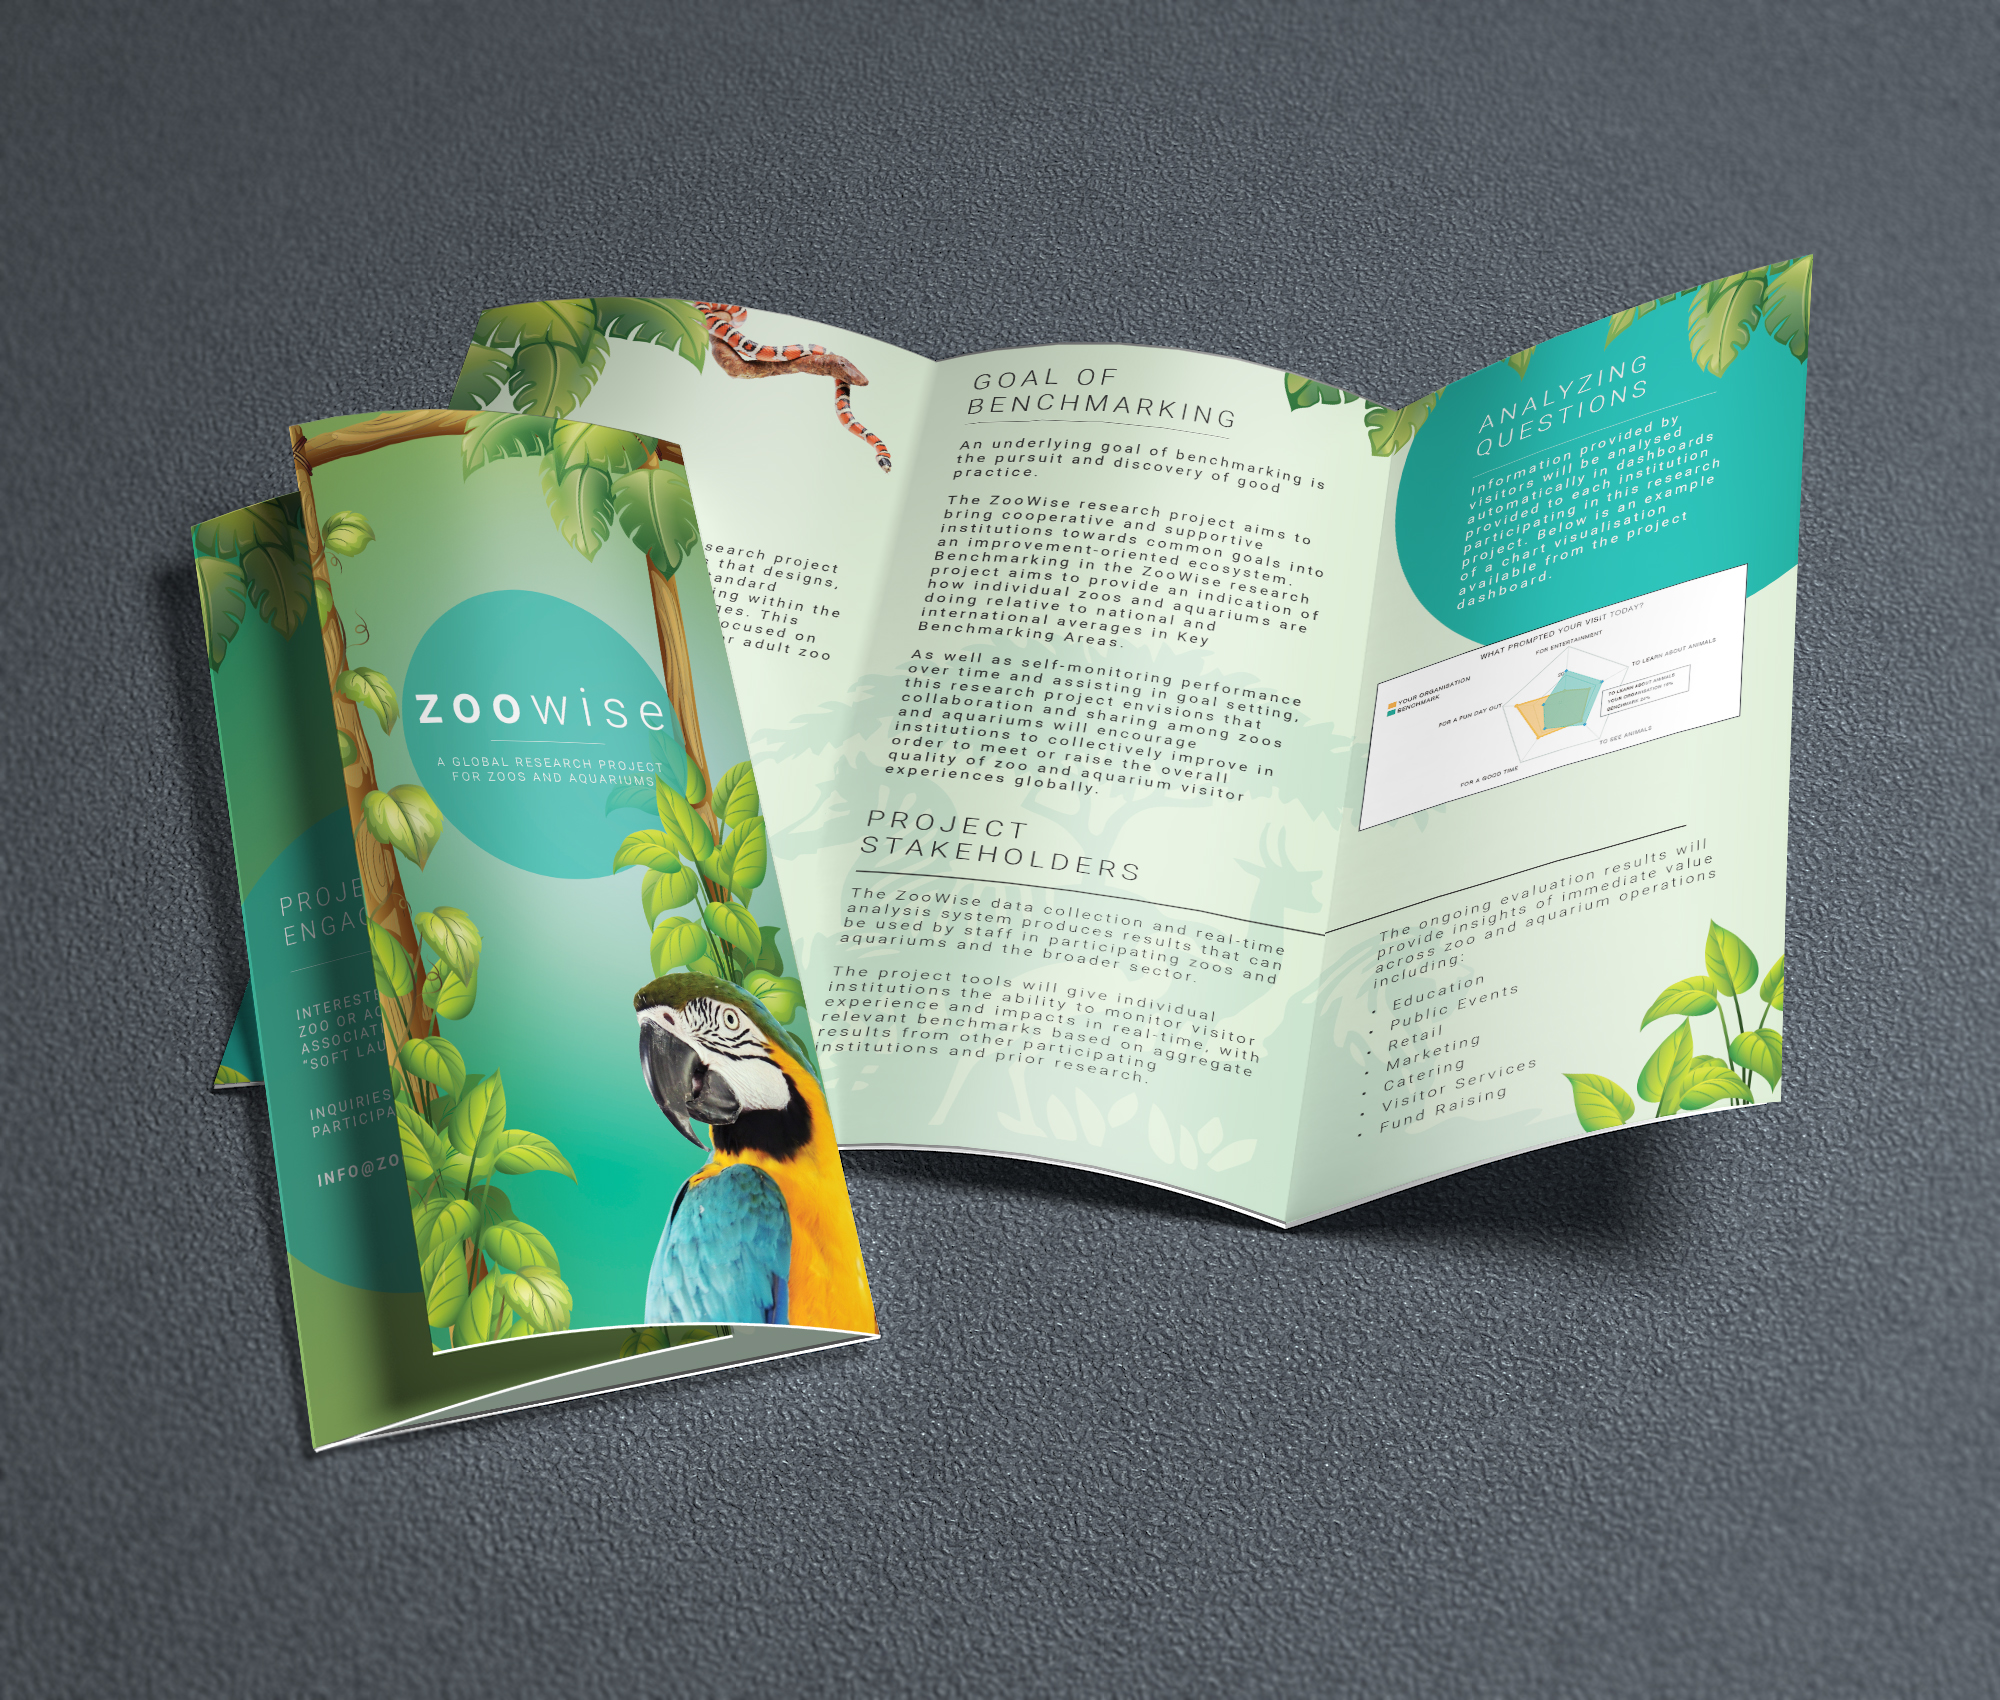 zoowise
A GLOBAL RESEARCH PROJECT
FOR ZOOS AND AQUARIUMS
INTERESTE
ZOO OR
ASSOCIATI
"SOFT LAU
INQUIRIES
PARTICIPA
INFO@ZO
search project
that designs,
andard
ing within the
ges. This
ocused on
adult zoo
GOAL OF
BENCHMARKING
An underlying goal of benchmarking is
the pursuit and discovery of good
practice.
The ZooWise research project aims to
bring cooperative and supportive
institutions towards common goals into
an improvement-oriented ecosystem.
Benchmarking in the ZooWise research
project aims to provide an indication of
how individual zoos and aquariums are
doing relative to national and
international averages in Key
Benchmarking Areas.
As well as self-monitoring performance
over time and assisting in goal setting,
this research project envisions that
collaboration and sharing among zoos
and aquariums will encourage
institutions to collectively improve in
order to meet or raise the overall
quality of zoo and aquarium visitor
experiences globally.
PROJECT
STAKEHOLDERS
The ZooWise data collection and real-time
analysis system produces results that can
be used by staff in participating zoos and
aquariums and the broader sector.
The project tools will give individual
institutions the ability to monitor visitor
experience and impacts in real-time, with
relevant benchmarks based on aggregate
results from other participating
institutions and prior research.
ANALYZING
QUESTIONS
Information provided by
visitors will be analysed
automatically in dashboards
provided to each institution
participating in this research
project. Below is an example
of a chart visualisation
available from the project
dashboard.
WHAT PROMPTED YOUR VISIT TODAY?
FOR ENTERTAINMENT
TO LEARN ABOUT ANIMALS
YOUR ORGANISATION
BENCHMARK
TO LEARN ABOUT ANIMALS
YOUR ORGANISATION
BENCHMARK
FOR A FUN DAY OUT
TO SEE ANIMALS
FOR A GOOD TIME
The ongoing evaluation results will
provide insights of immediate value
across zoo and aquarium operations
including:
• Education
• Public Events
• Retail
• Marketing
• Catering
• Visitor Services
• Fund Raising